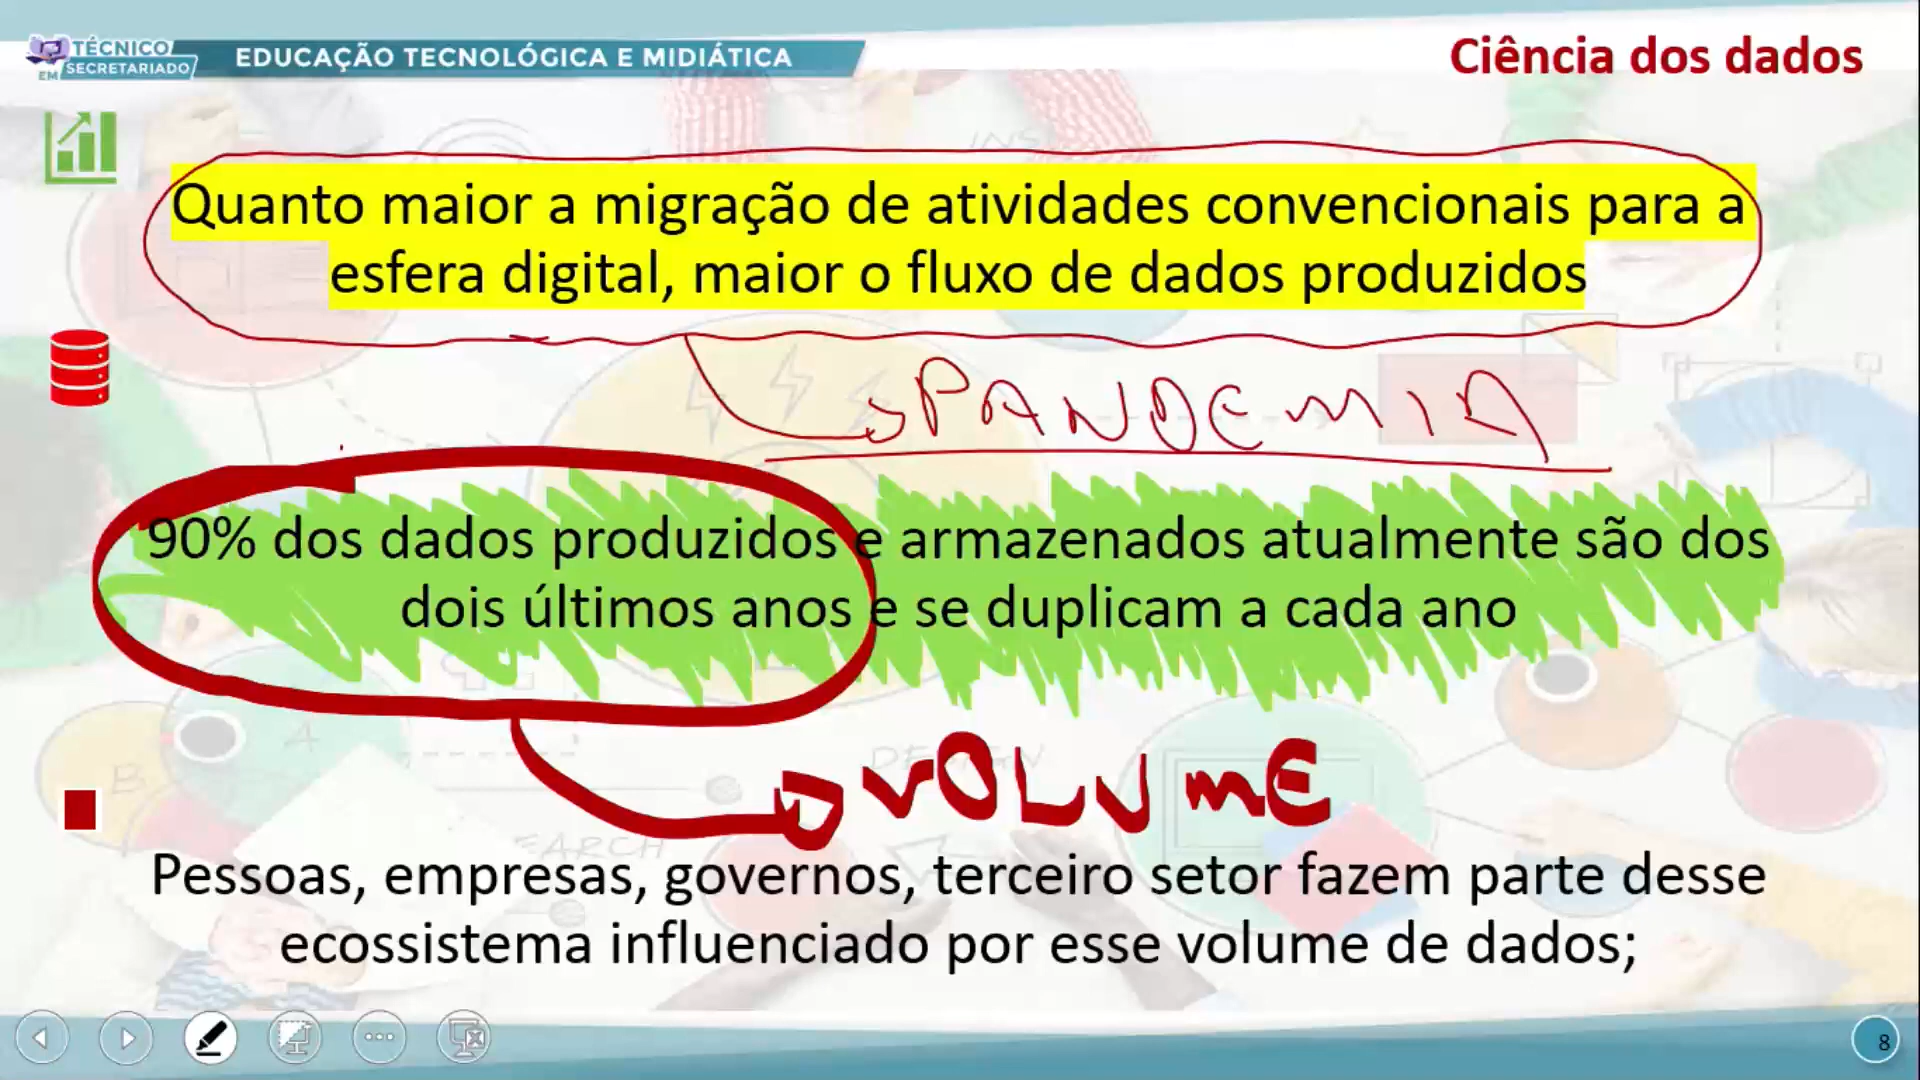 TÉCNICO
EM SECRETARIADO
EDUCAÇÃO TECNOLÓGICA E MIDIÁTICA
Ciência dos dados
Quanto maior a migração de atividades convencionais para a
esfera digital, maior o fluxo de dados produzidos
PANDEMIA
90% dos dados produzidos e armazenados atualmente são dos
dois últimos anos e se duplicam a cada ano
DESIGN
VOLUME
B
A
Pessoas, empresas, governos, terceiro setor fazem parte desse
ecossistema influenciado por esse volume de dados;
8